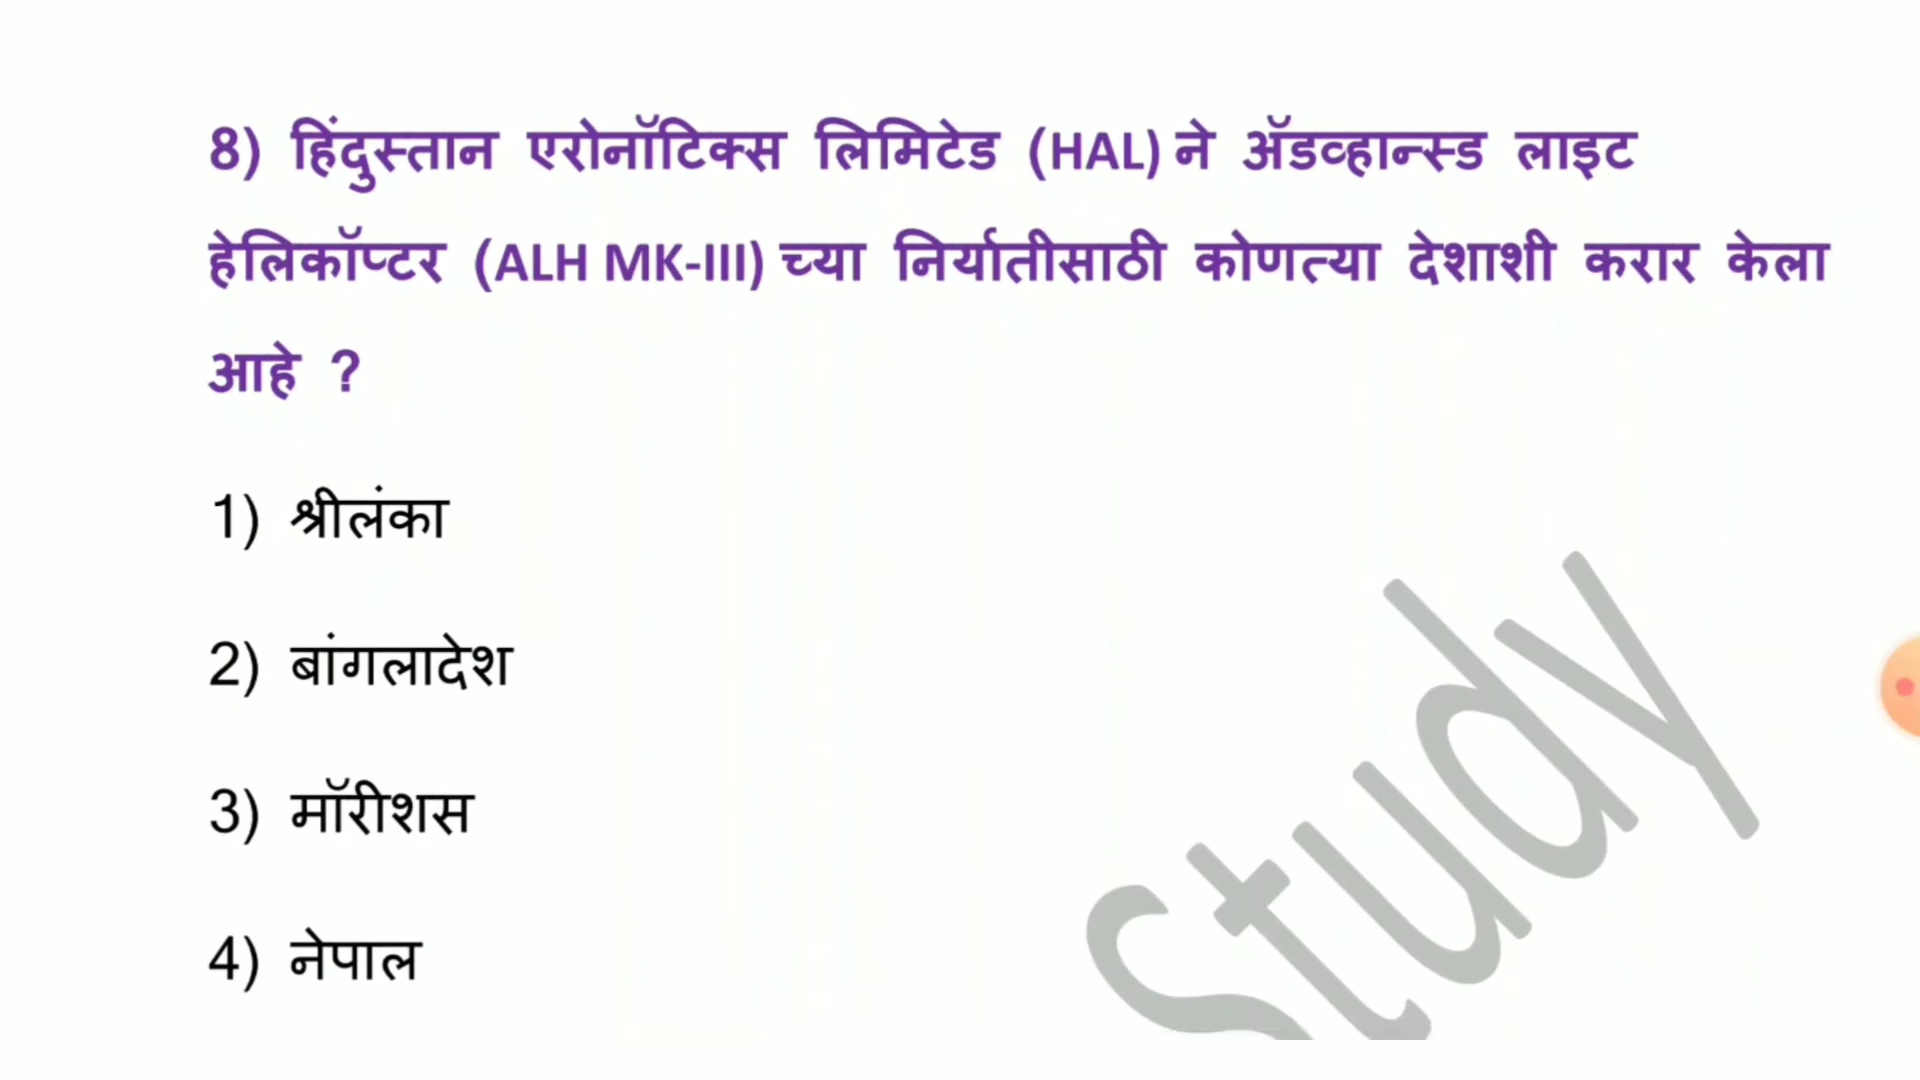 8) हिंदुस्तान एरोनॉटिक्स लिमिटेड (HAL) ने ॲडव्हान्स्ड लाइट
हेलिकॉप्टर (ALH MK-III) च्या निर्यातीसाठी कोणत्या देशाशी करार केला
आहे ?
1) श्रीलंका
2) बांगलादेश
3) मॉरीशस
4) नेपाल
Study